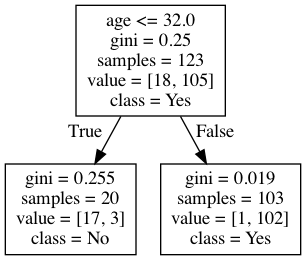 age <= 32.0
gini = 0.25
samples = 123
value = [18, 105]
class = Yes
True
False
gini = 0.255
samples = 20
value = [17, 3]
class = No
gini = 0.019
samples = 103
value = [1, 102]
class = Yes